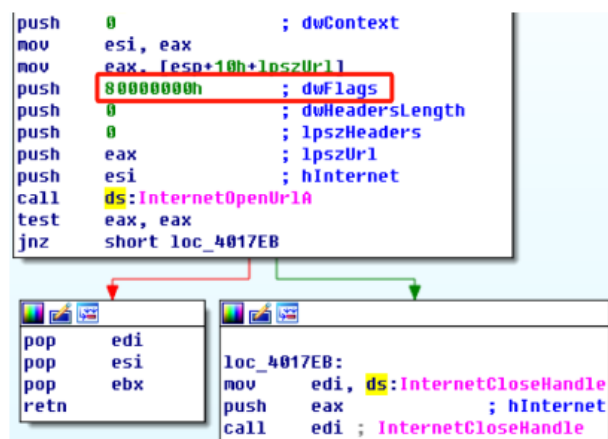 push 0 ; dwContext
mov esi, eax
mov eax, [esp+10h+lpszUrl]
push 80000000h ; dwFlags
push 0 ; dwHeadersLength
push 0 ; lpszHeaders
push eax ; lpszUrl
push esi ; hInternet
call ds:InternetOpenUrlA
test eax, eax
jnz short loc_4017EB
pop edi
pop esi
pop ebx
retn
loc_4017EB:
mov edi, ds:InternetCloseHandle
push eax ; hInternet
call edi ; InternetCloseHandle